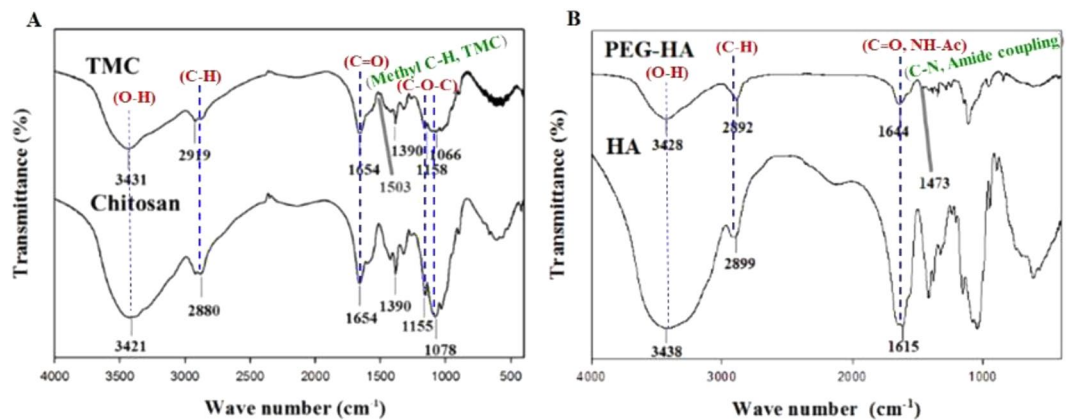 A
TMC
(O-H)
(C-H)
(C=O)
(Methyl C-H, TMC)
(C-O-C)
3431
2919
1654
1503
1390
1158
1066
Chitosan
3421
2880
1654
1390
1155
1078
Transmittance (%)
4000 3500 3000 2500 2000 1500 1000 500
Wave number (cm-1)
B
PEG-HA
(O-H)
(C-H)
(C=O, NH-Ac)
(C-N, Amide coupling)
3428
2892
1644
1473
HA
3438
2899
1615
Transmittance (%)
4000 3000 2000 1000
Wave number (cm-1)